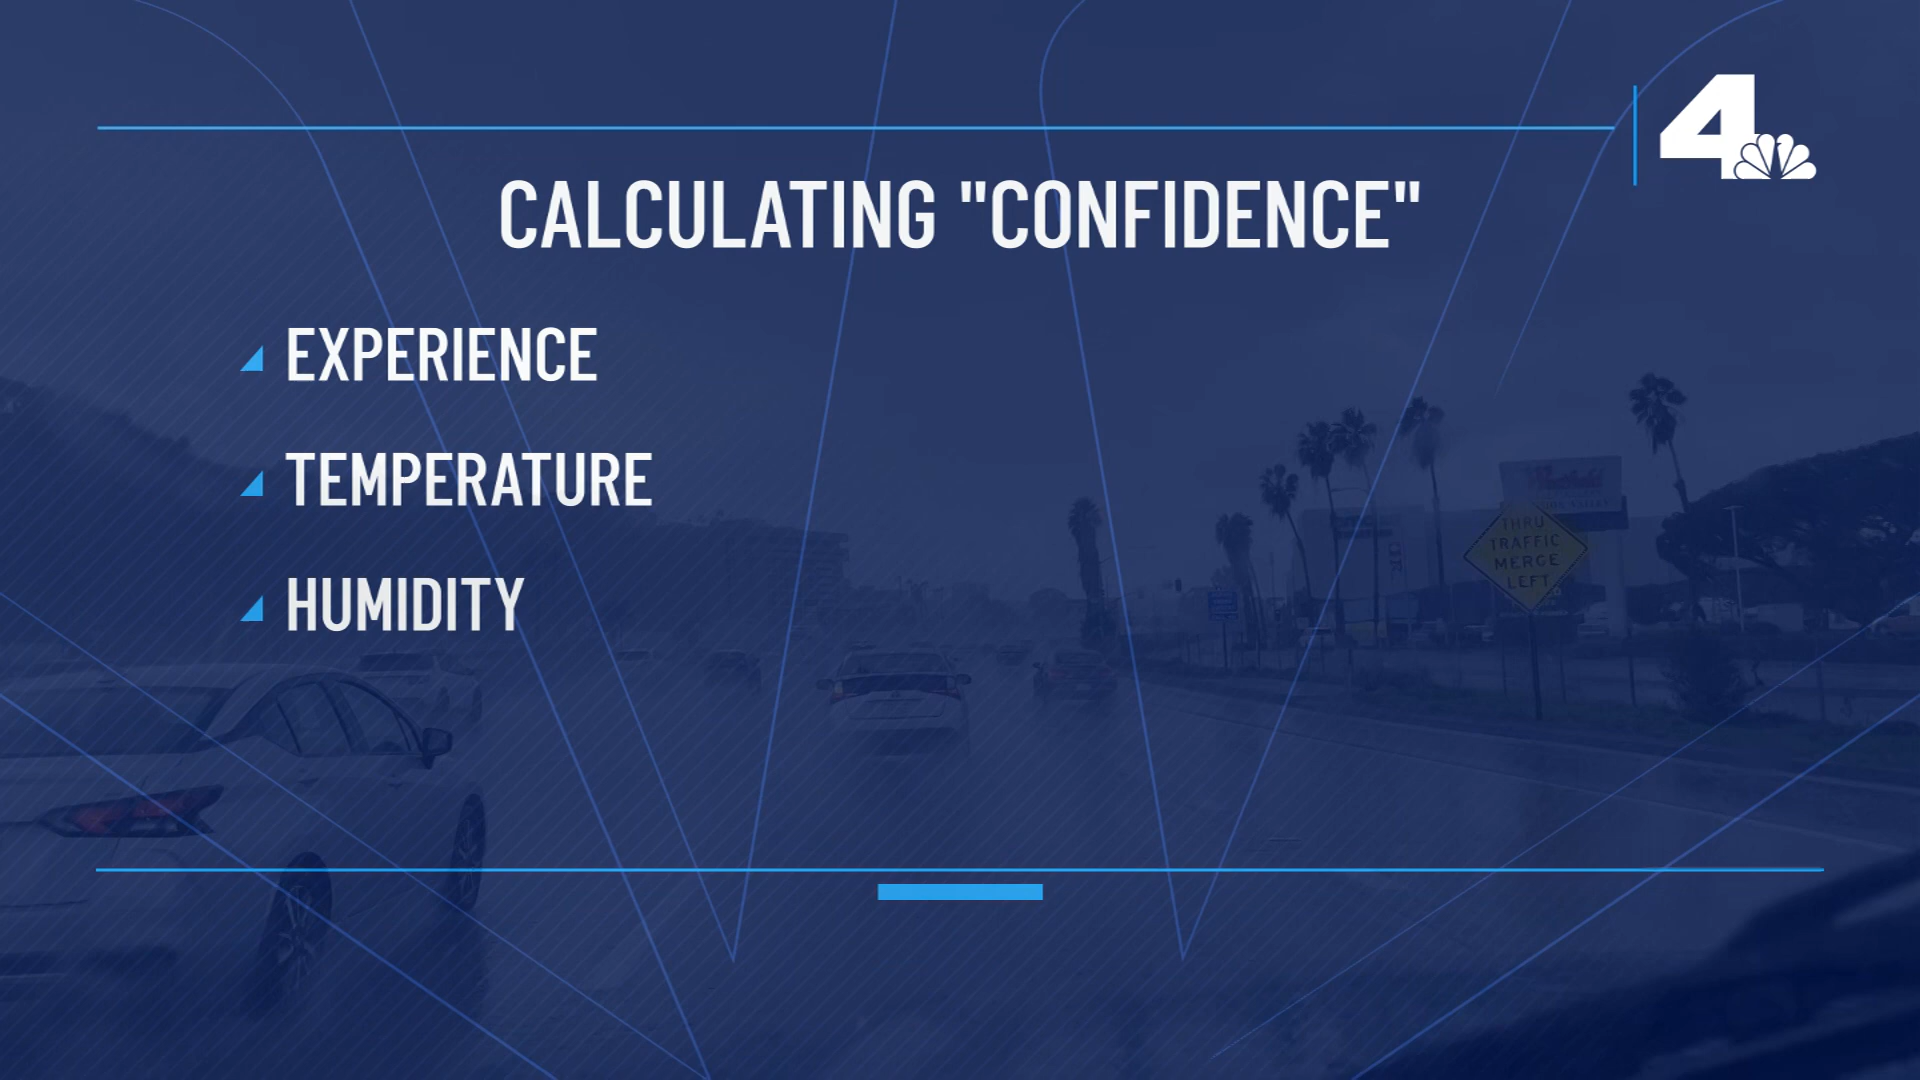 4
CALCULATING "CONFIDENCE"
EXPERIENCE
TEMPERATURE
HUMIDITY
THRU
TRAFFIC
MERGE
LEFT